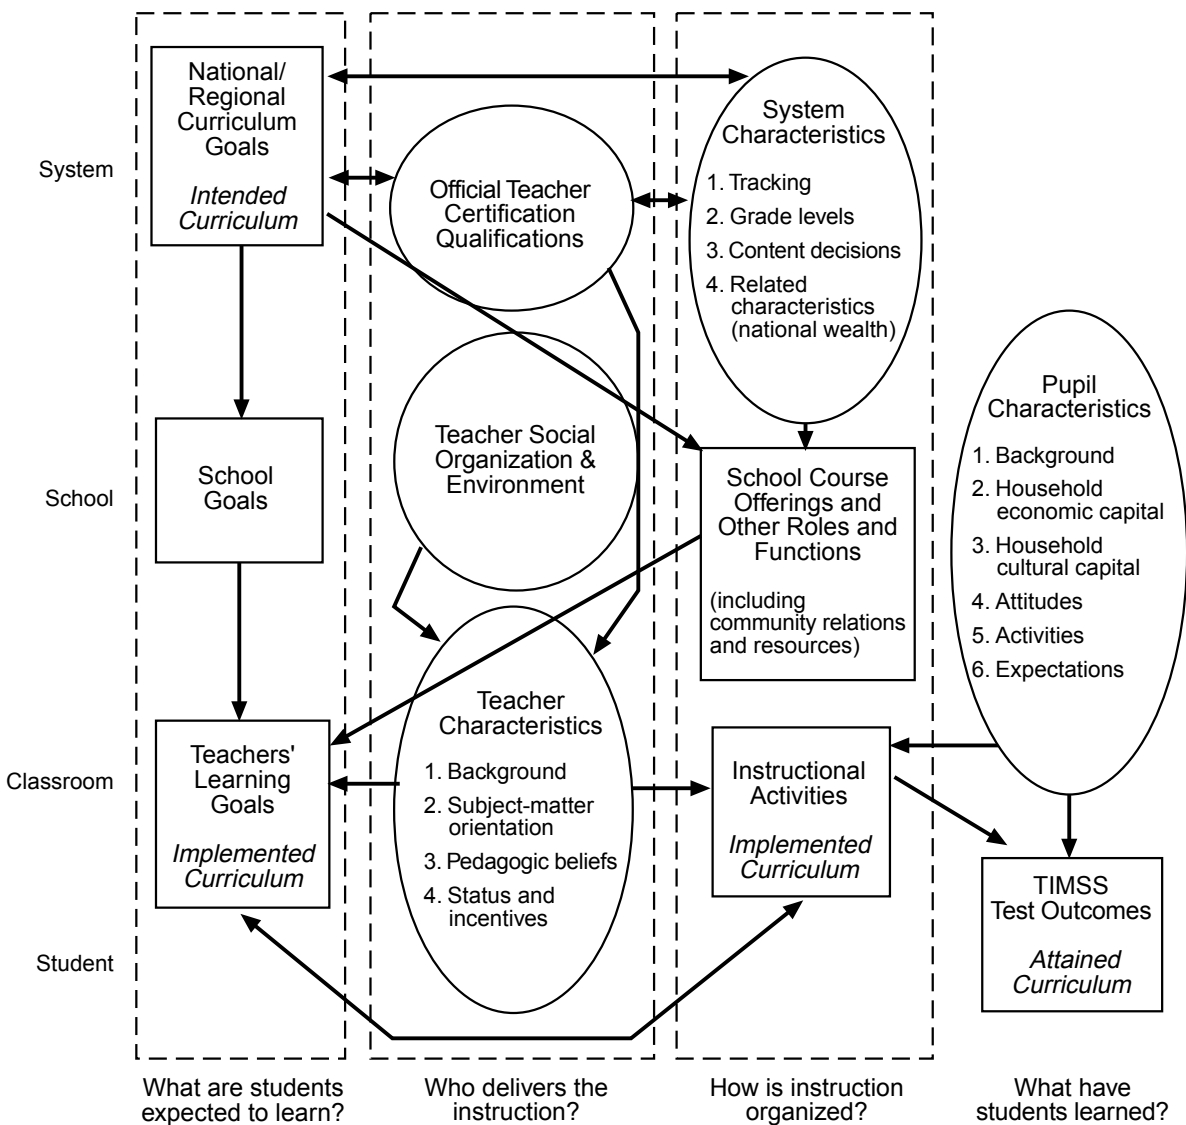 National/
Regional
Curriculum
Goals
Intended
Curriculum
System
Official Teacher
Certification
Qualifications
System
Characteristics
1. Tracking
2. Grade levels
3. Content decisions
4. Related
characteristics
(national wealth)
School
School
Goals
Teacher Social
Organization &
Environment
School Course
Offerings and
Other Roles and
Functions
(including
community relations
and resources)
Pupil
Characteristics
1. Background
2. Household
economic capital
3. Household
cultural capital
4. Attitudes
5. Activities
6. Expectations
Classroom
Teachers'
Learning
Goals
Implemented
Curriculum
Teacher
Characteristics
1. Background
2. Subject-matter
orientation
3. Pedagogic beliefs
4. Status and
incentives
Instructional
Activities
Implemented
Curriculum
TIMSS
Test Outcomes
Attained
Curriculum
Student
What are students
expected to learn?
Who delivers the
instruction?
How is instruction
organized?
What have
students learned?